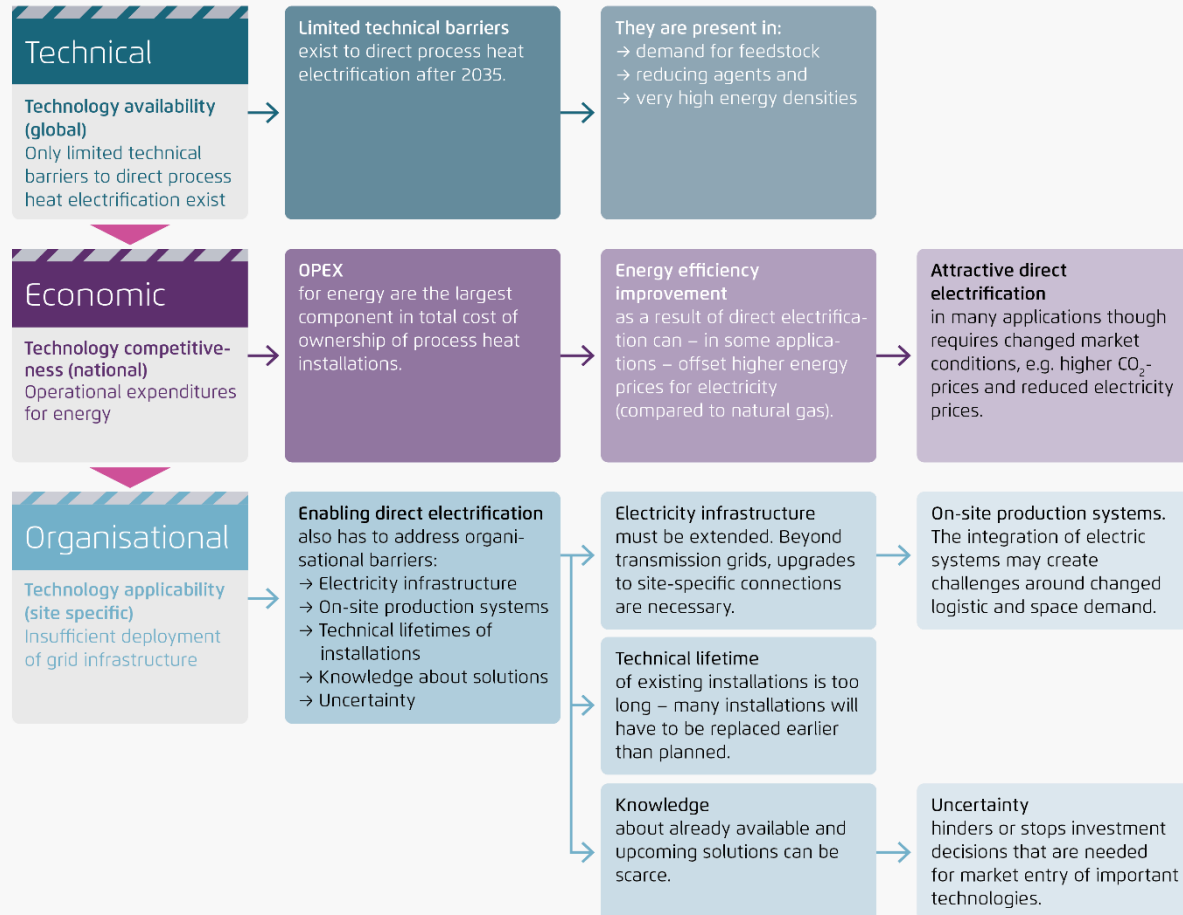 Technical
Technology availability
(global)
Only limited technical
barriers to direct process
heat electrification exist
Limited technical barriers
exist to direct process heat
electrification after 2035.
They are present in:
→ demand for feedstock
→ reducing agents and
→ very high energy densities
Economic
Technology competitive-
ness (national)
Operational expenditures
for energy
OPEX
for energy are the largest
component in total cost of
ownership of process heat
installations.
Energy efficiency
improvement
as a result of direct electrifica-
tion can – in some applica-
tions – offset higher energy
prices for electricity
(compared to natural gas).
Attractive direct
electrification
in many applications though
requires changed market
conditions, e.g. higher CO₂-
prices and reduced electricity
prices.
Organisational
Technology applicability
(site specific)
Insufficient deployment
of grid infrastructure
Enabling direct electrification
also has to address organi-
sational barriers:
→ Electricity infrastructure
→ On-site production systems
→ Technical lifetimes of
installations
→ Knowledge about solutions
→ Uncertainty
Electricity infrastructure
must be extended. Beyond
transmission grids, upgrades
to site-specific connections
are necessary.
On-site production systems.
The integration of electric
systems may create
challenges around changed
logistic and space demand.
Technical lifetime
of existing installations is too
long – many installations will
have to be replaced earlier
than planned.
Knowledge
about already available and
upcoming solutions can be
scarce.
Uncertainty
hinders or stops investment
decisions that are needed
for market entry of important
technologies.